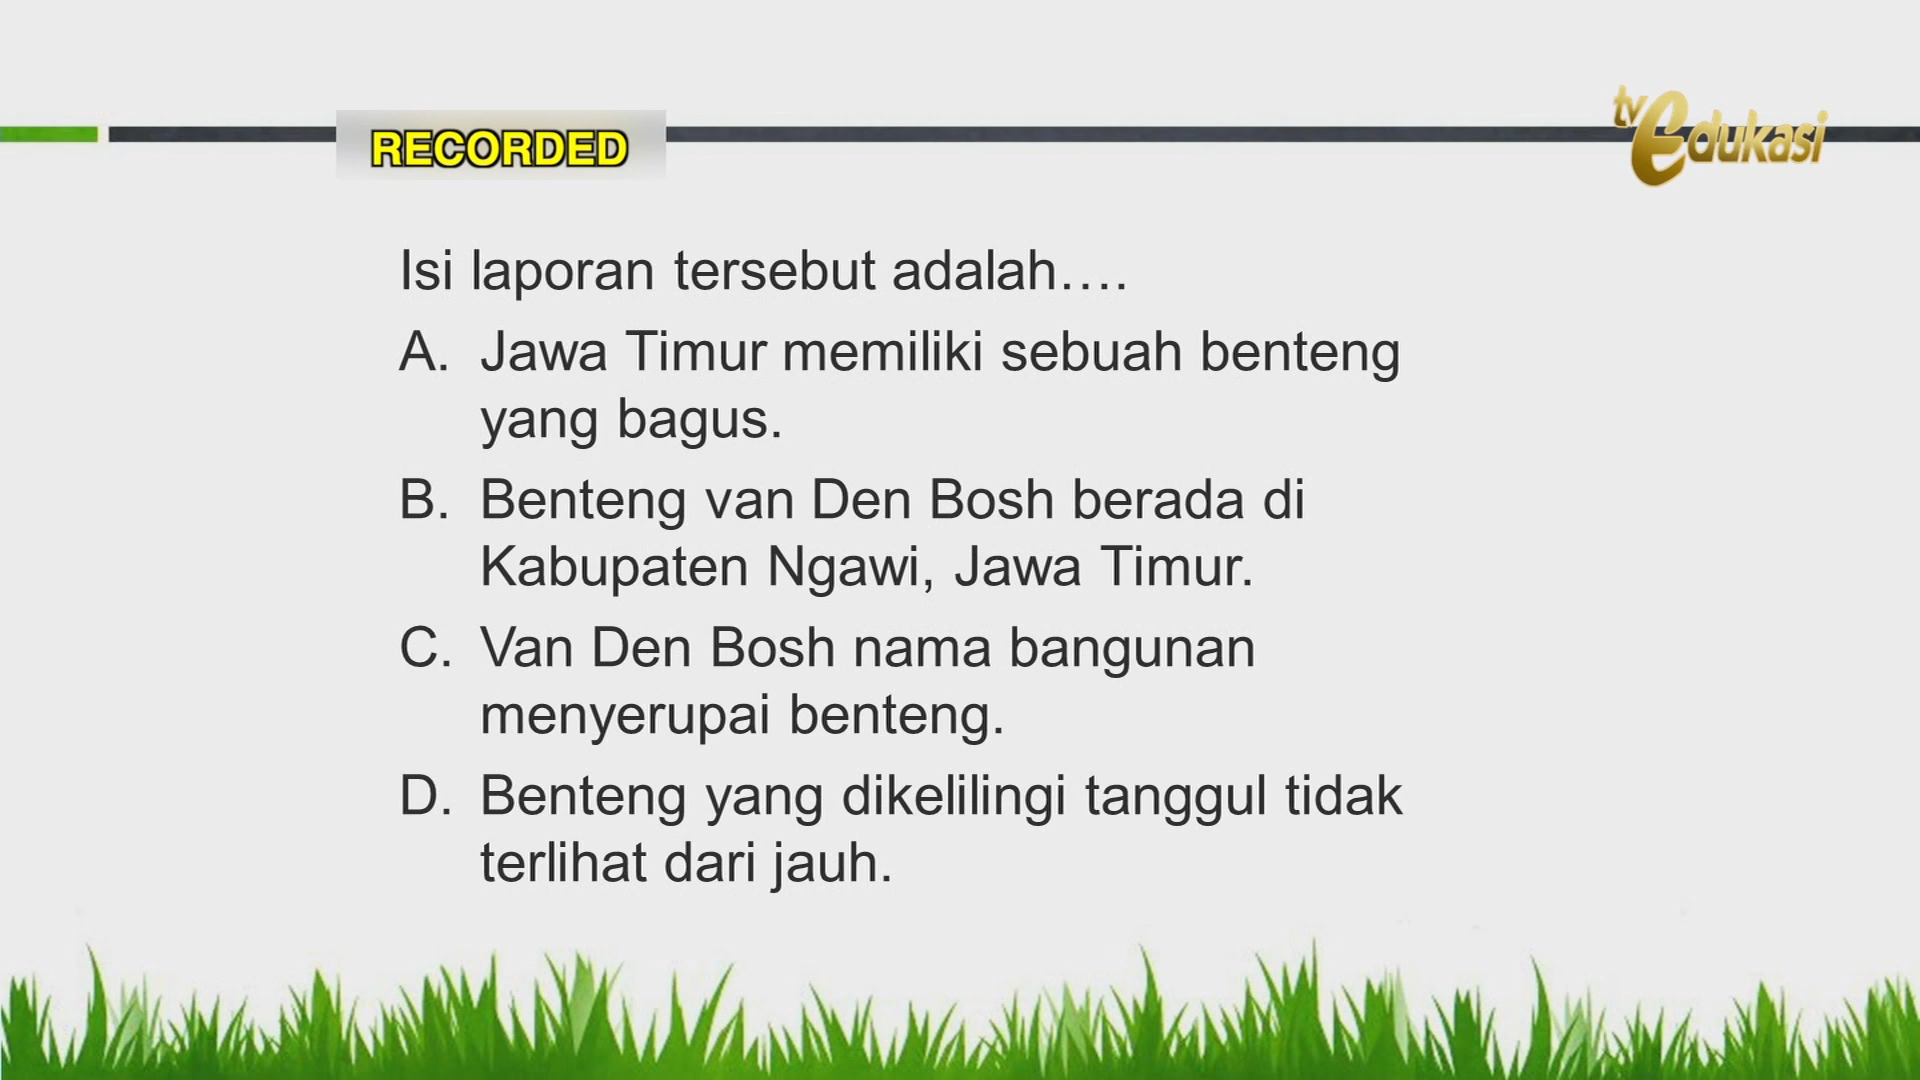 RECORDED
tv Edukasi
Isi laporan tersebut adalah….
A. Jawa Timur memiliki sebuah benteng
yang bagus.
B. Benteng van Den Bosh berada di
Kabupaten Ngawi, Jawa Timur.
C. Van Den Bosh nama bangunan
menyerupai benteng.
D. Benteng yang dikelilingi tanggul tidak
terlihat dari jauh.